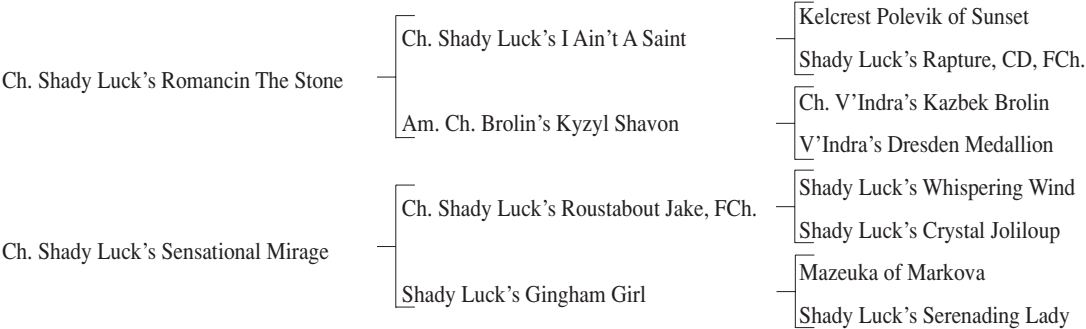 Kelcrest Polevik of Sunset
Ch. Shady Luck’s I Ain’t A Saint
Shady Luck’s Rapture, CD, FCh.
Ch. Shady Luck’s Romancin The Stone
Ch. V’Indra’s Kazbek Brolin
Am. Ch. Brolin’s Kyzyl Shavon
V’Indra’s Dresden Medallion
Shady Luck’s Whispering Wind
Ch. Shady Luck’s Roustabout Jake, FCh.
Shady Luck’s Crystal Joliloup
Ch. Shady Luck’s Sensational Mirage
Mazeuka of Markova
Shady Luck’s Gingham Girl
Shady Luck’s Serenading Lady